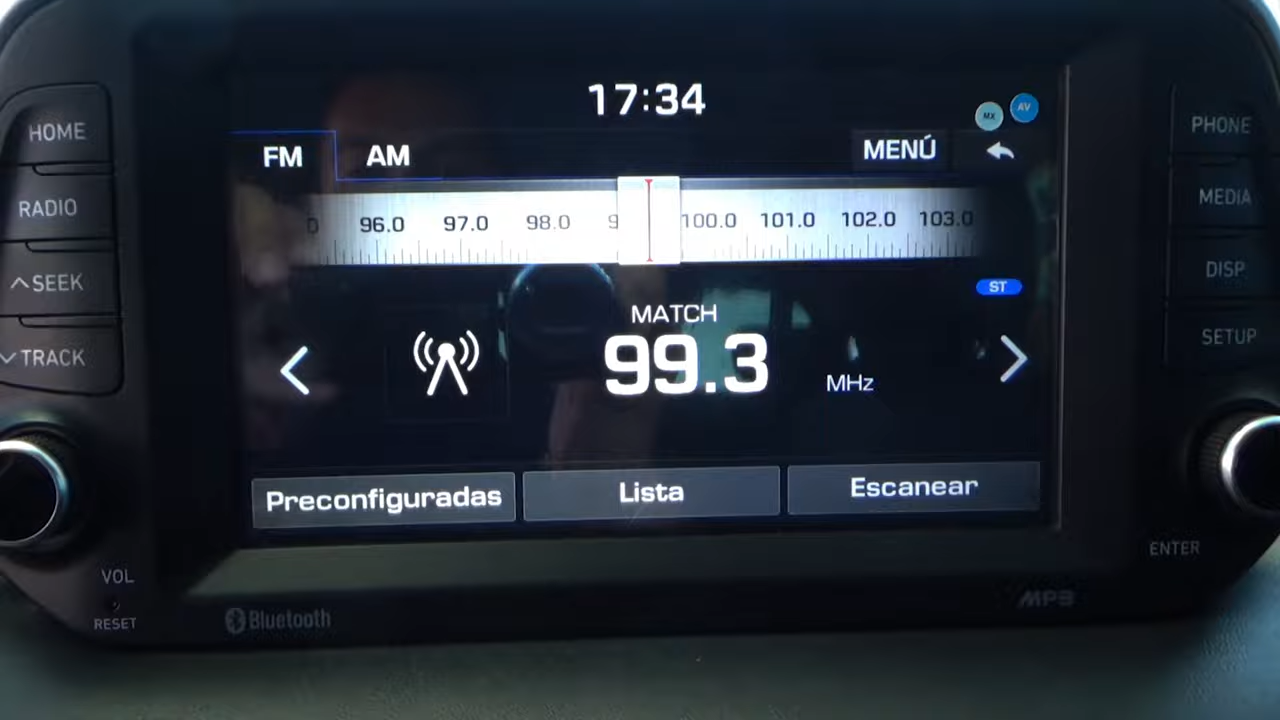 17:34
MX
AV
FM
AM
MENÚ
96.0 97.0 98.0 9 100.0 101.0 102.0 103.0
ST
MATCH
99.3 MHz
Preconfiguradas
Lista
Escanear
HOME
RADIO
SEEK
TRACK
VOL
RESET
PHONE
MEDIA
DISP
SETUP
ENTER
Bluetooth
MP3